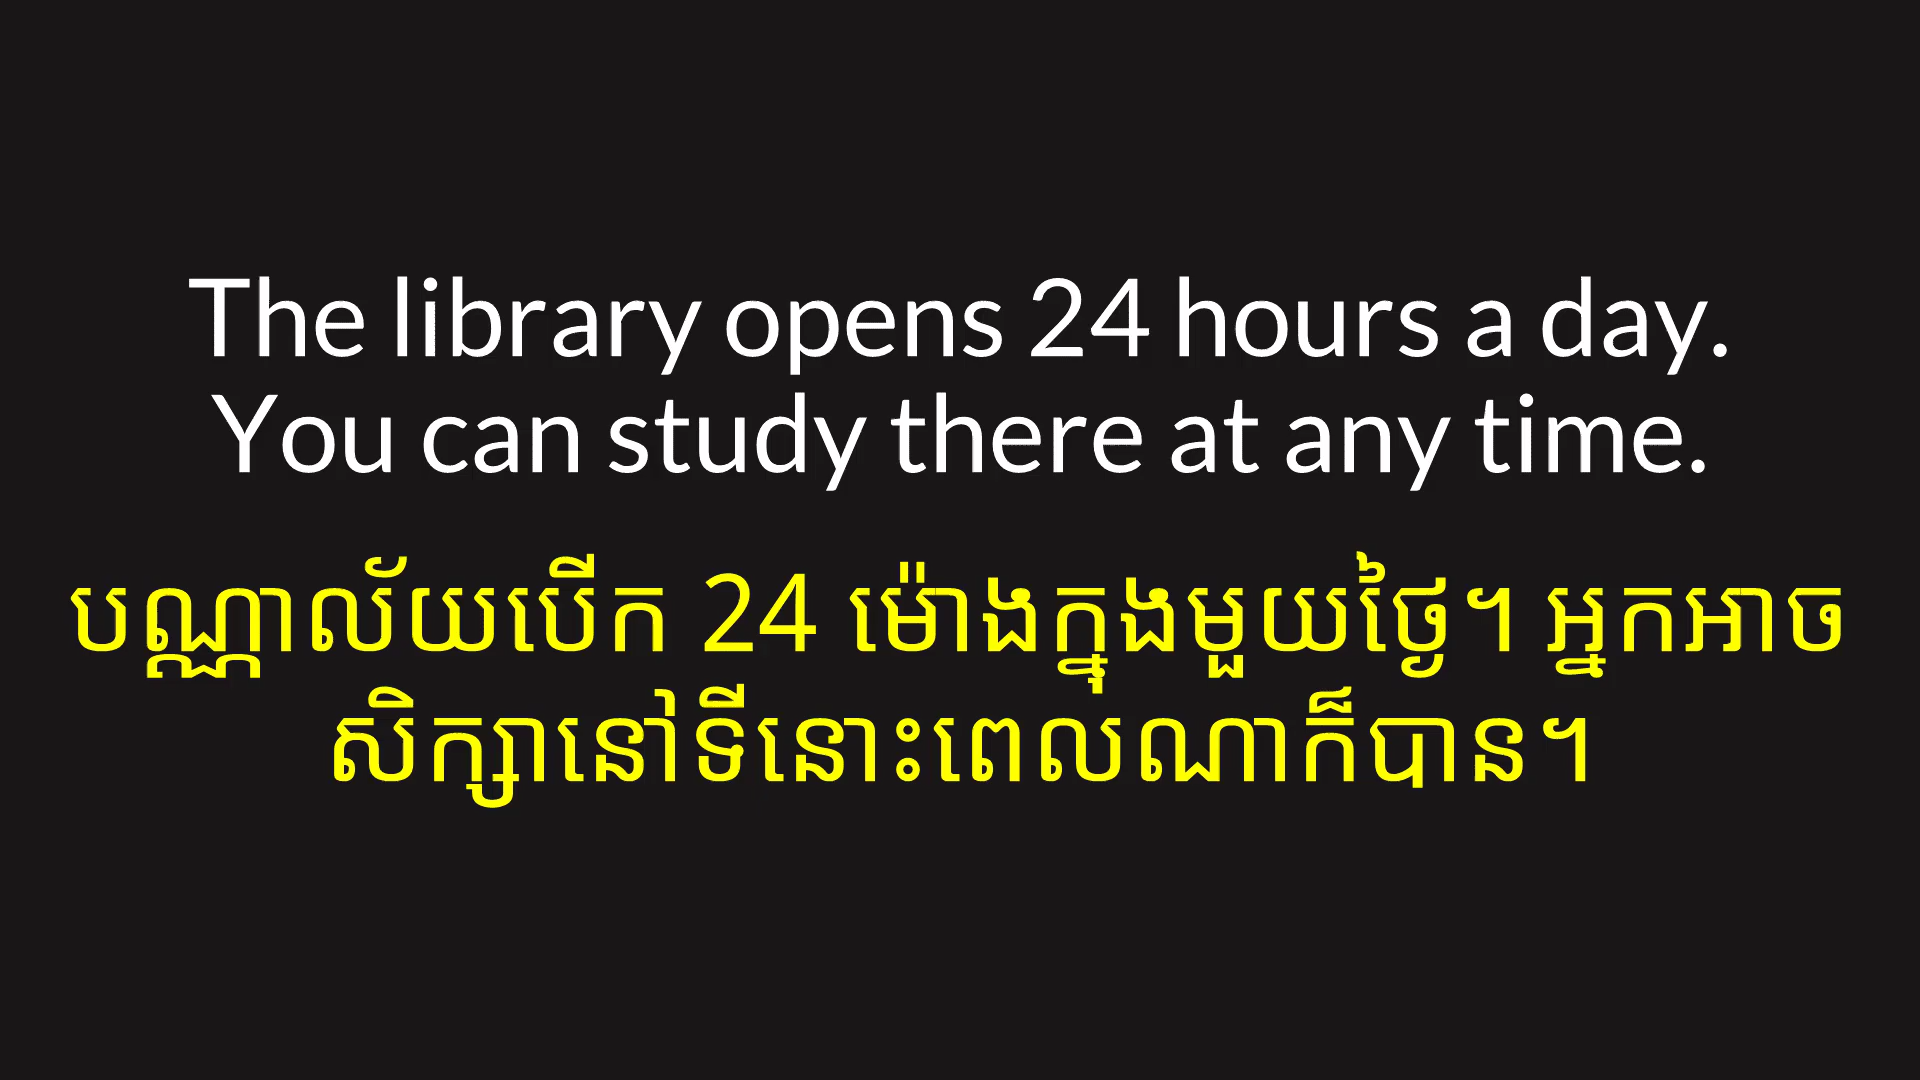 The library opens 24 hours a day.
You can study there at any time.
បណ្ណាល័យបើក 24 ម៉ោងក្នុងមួយថ្ងៃ។ អ្នកអាច
សិក្សានៅទីនោះពេលណាក៏បាន។